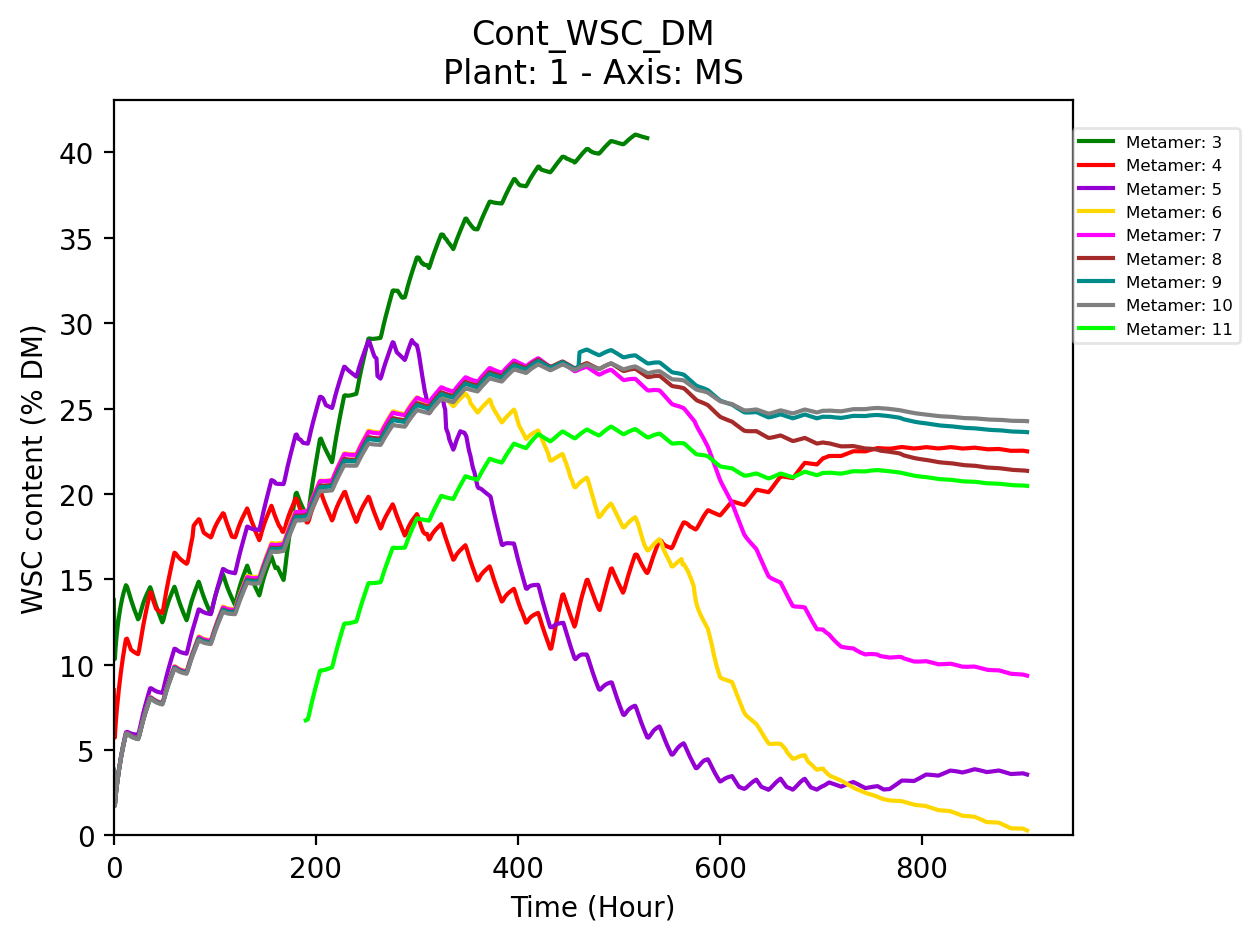 Cont_WSC_DM
Plant: 1 - Axis: MS
WSC content (% DM)
40
35
30
25
20
15
10
5
0
0 200 400 600 800
Time (Hour)
Metamer: 3
Metamer: 4
Metamer: 5
Metamer: 6
Metamer: 7
Metamer: 8
Metamer: 9
Metamer: 10
Metamer: 11